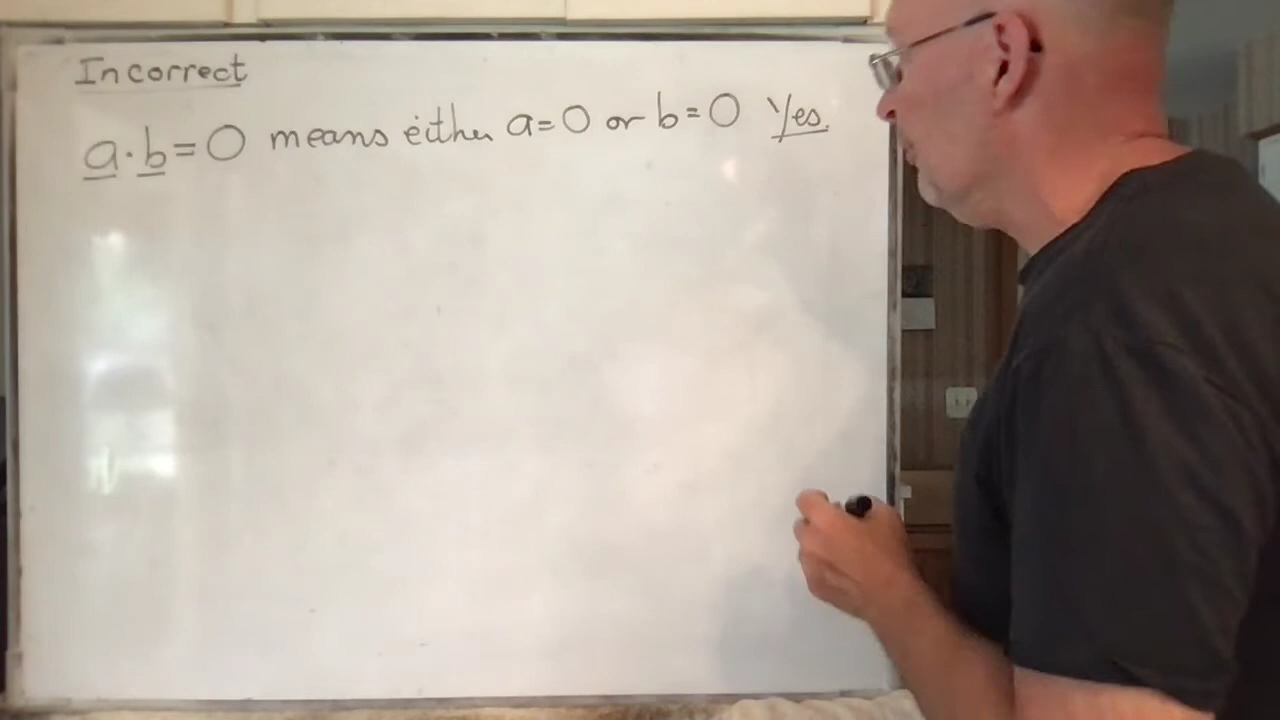 Incorrect
a·b=0 means either a=0 or b=0 Yes.